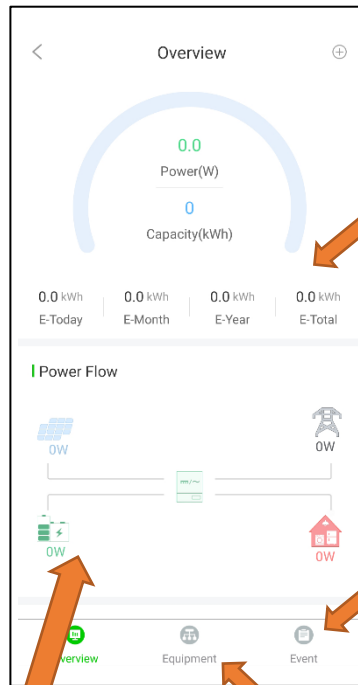 Overview
0.0
Power(W)
0
Capacity(kWh)
0.0 kWh 0.0 kWh 0.0 kWh 0.0 kWh
E-Today E-Month E-Year E-Total
Power Flow
0W 0W
0W 0W
verview Equipment Event